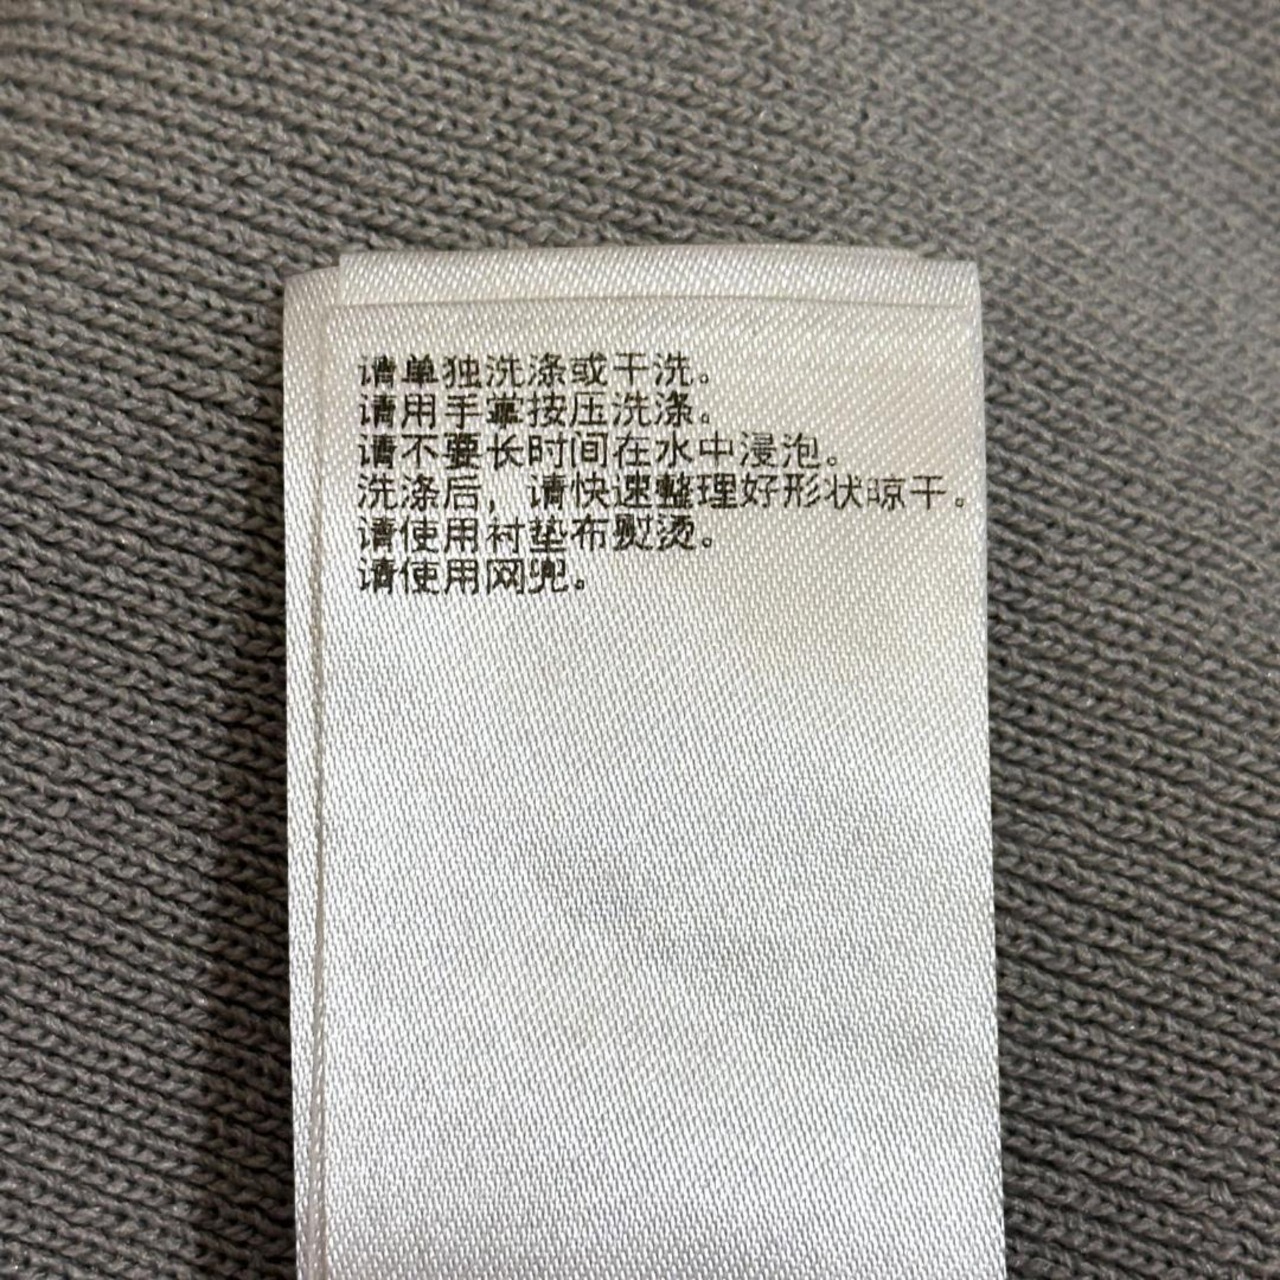 请单独洗涤或干洗。
请用手掌按压洗涤。
请不要长时间在水中浸泡。
洗涤后，请快速整理好形状晾干。
请使用衬垫布熨烫。
请使用网兜。